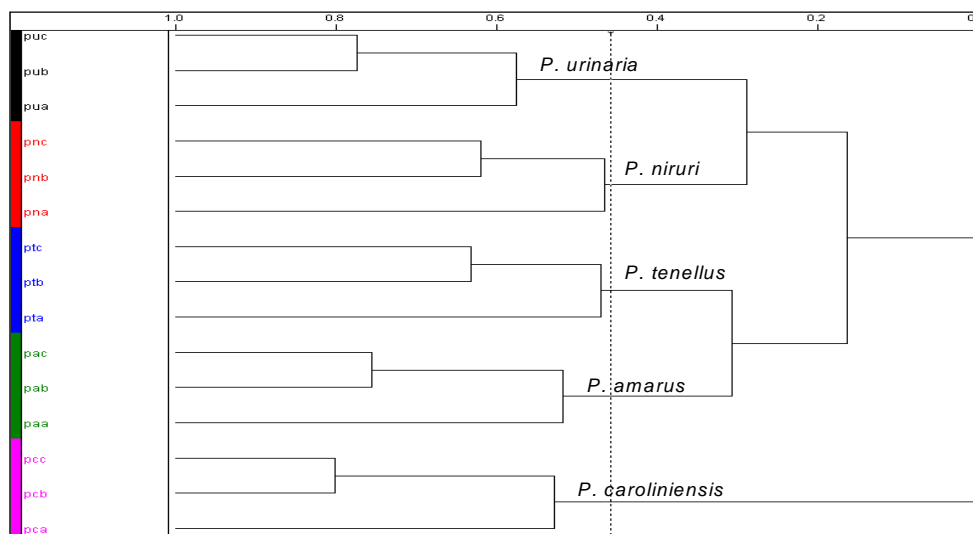 1.0 0.8 0.6 0.4 0.2 0
puc
P. urinaria
pub
pua
pnc
P. niruri
pnb
pna
ptc
P. tenellus
ptb
pta
pac
P. amarus
pab
paa
pcc
P. caroliniensis
pcb
pca